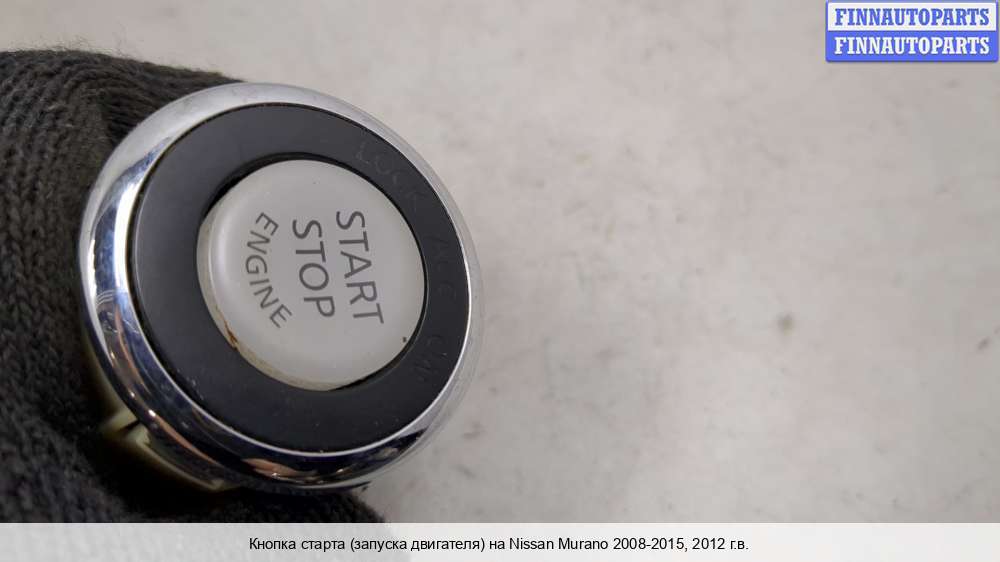 FINNAUTOPARTS
FINNAUTOPARTS
LOCK ACC ON
START
STOP
ENGINE
Кнопка старта (запуска двигателя) на Nissan Murano 2008-2015, 2012 г.в.